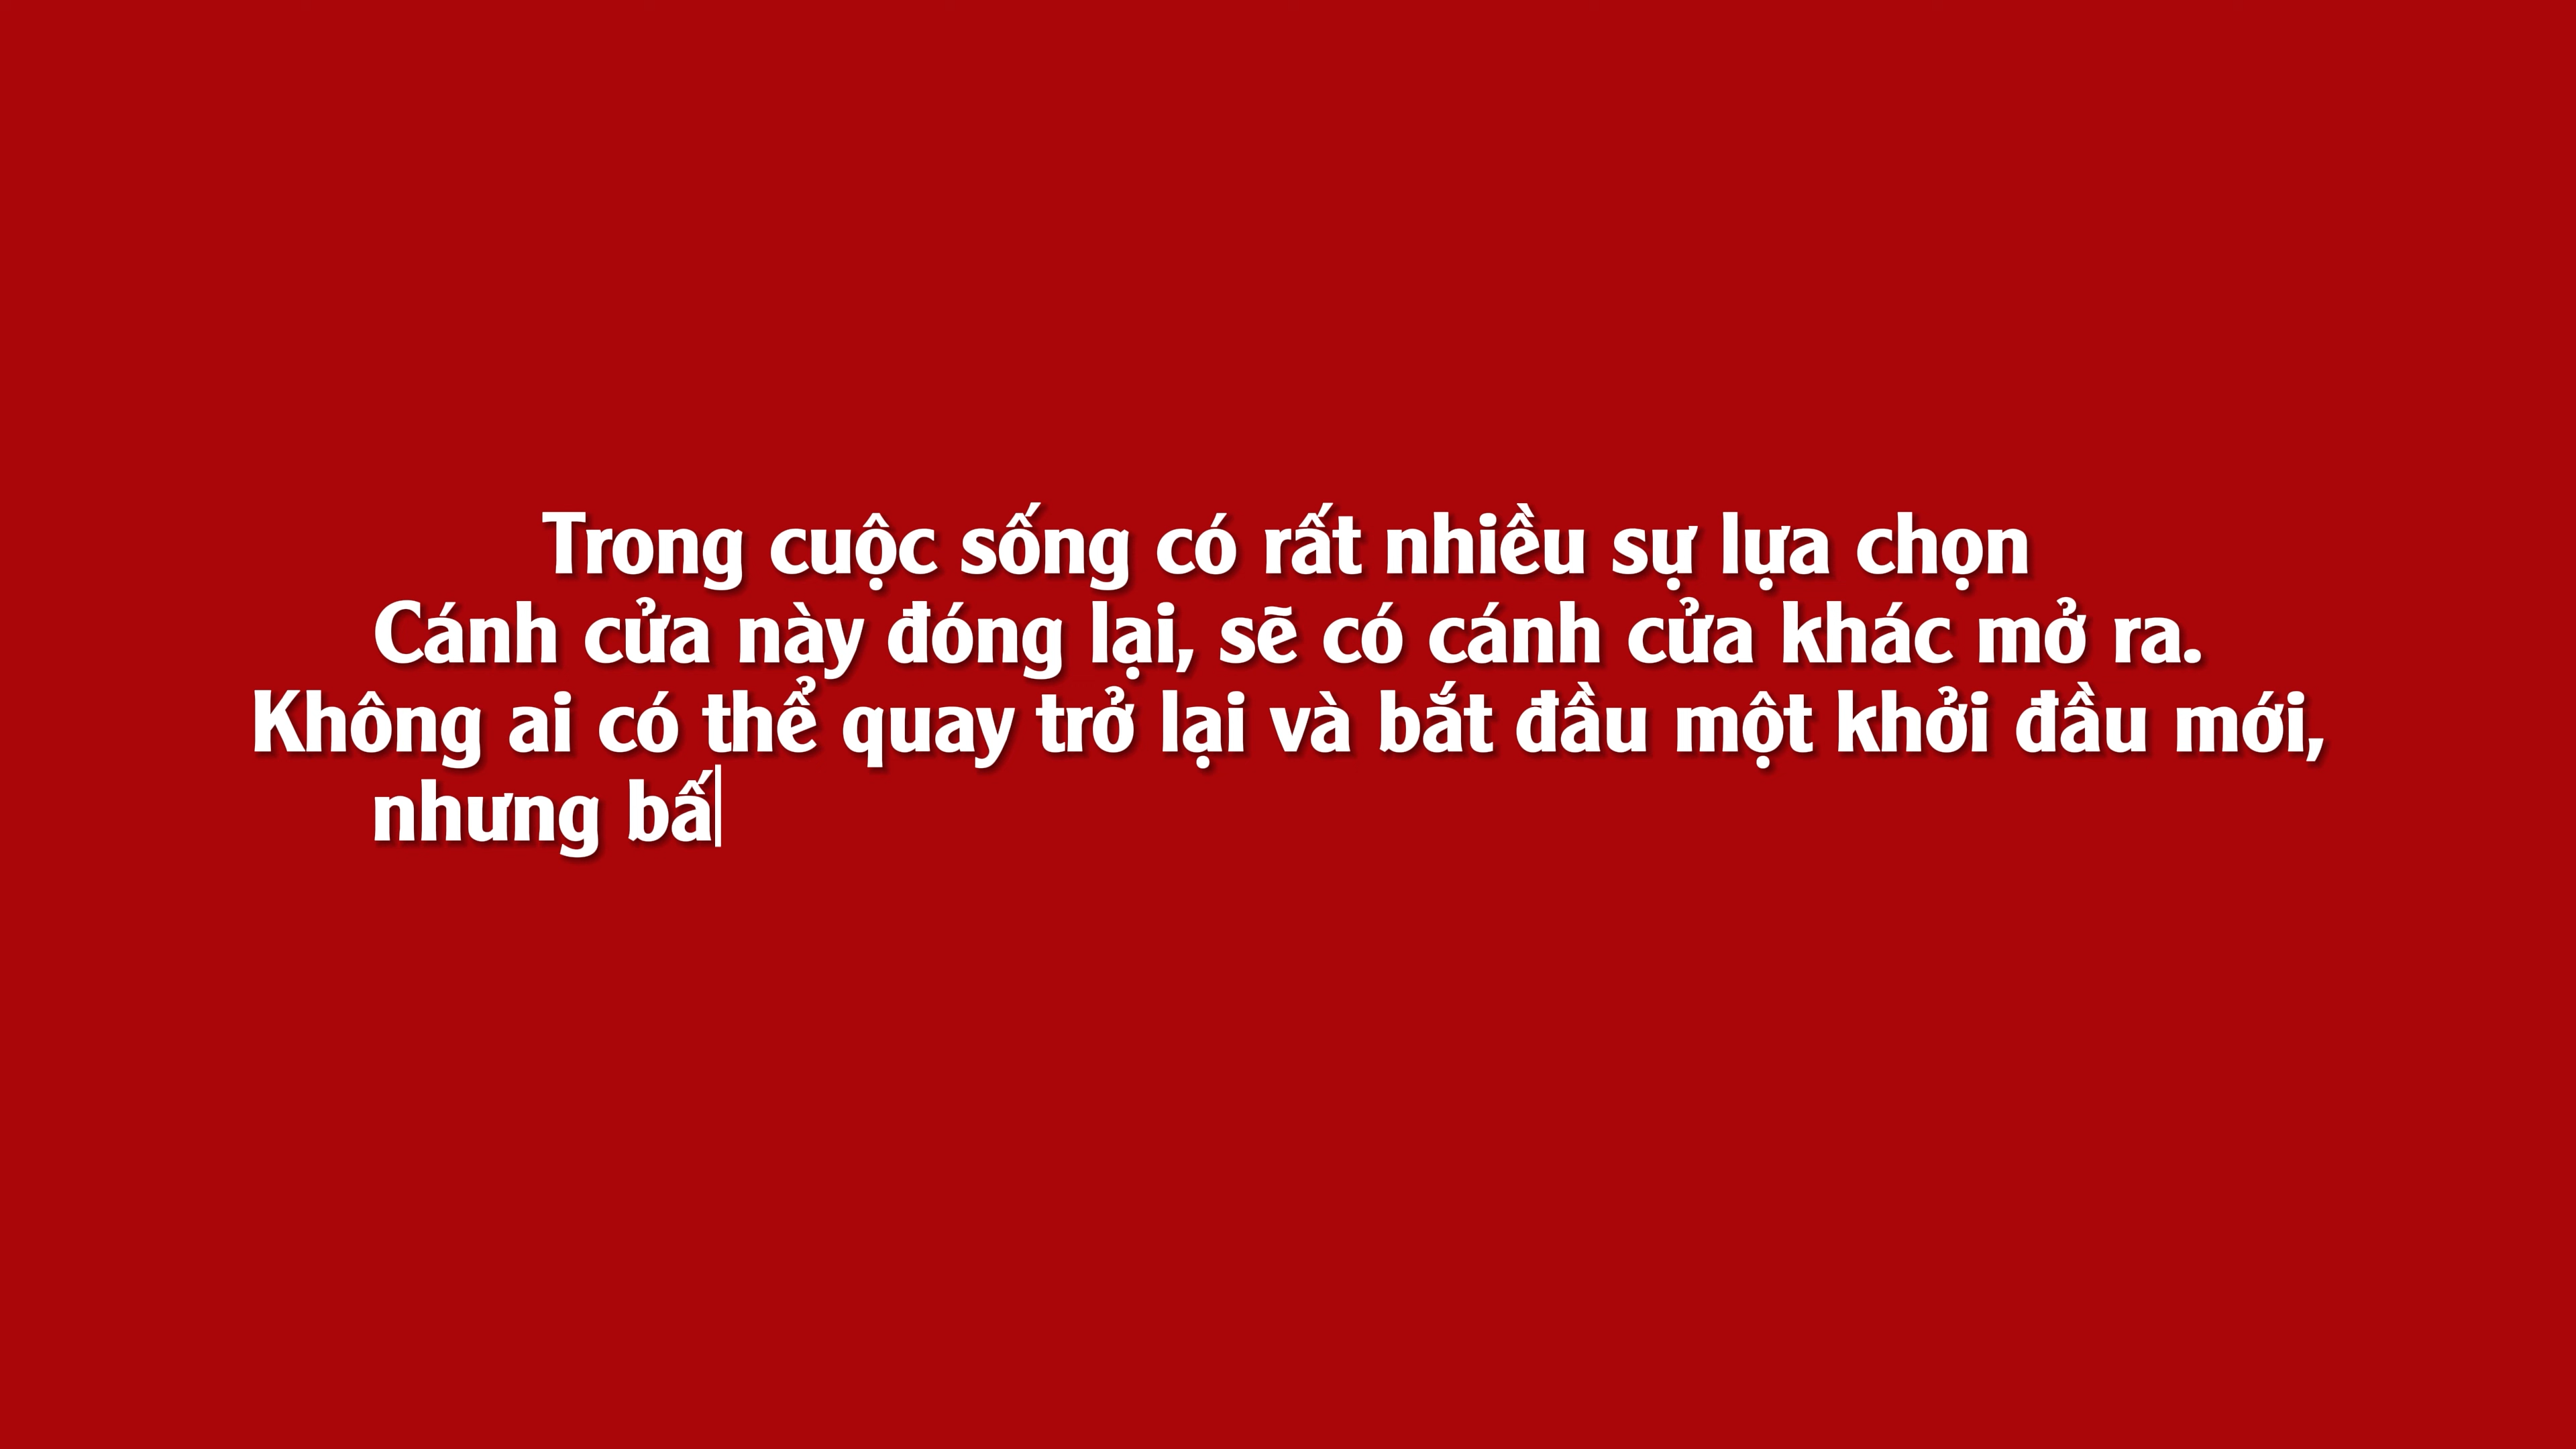 Trong cuộc sống có rất nhiều sự lựa chọn
Cánh cửa này đóng lại, sẽ có cánh cửa khác mở ra.
Không ai có thể quay trở lại và bắt đầu một khởi đầu mới,
nhưng bấ